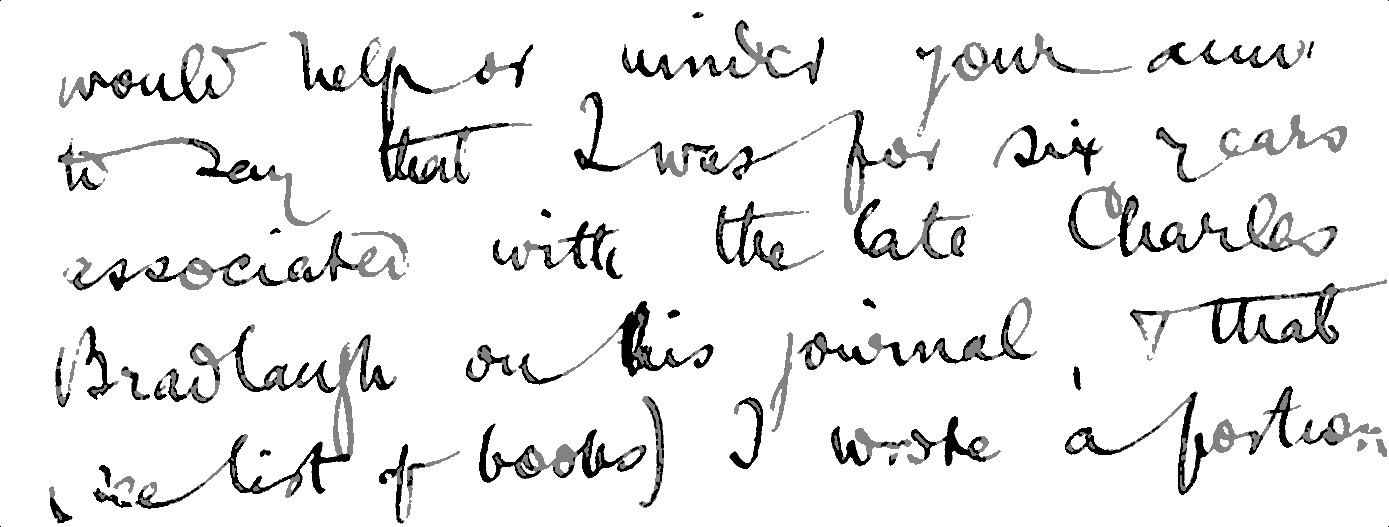 would help or hinder your aim
to say that I was for six years
associated with the late Charles
Bradlaugh on his journal, & that
(see list of books) I wrote a portion